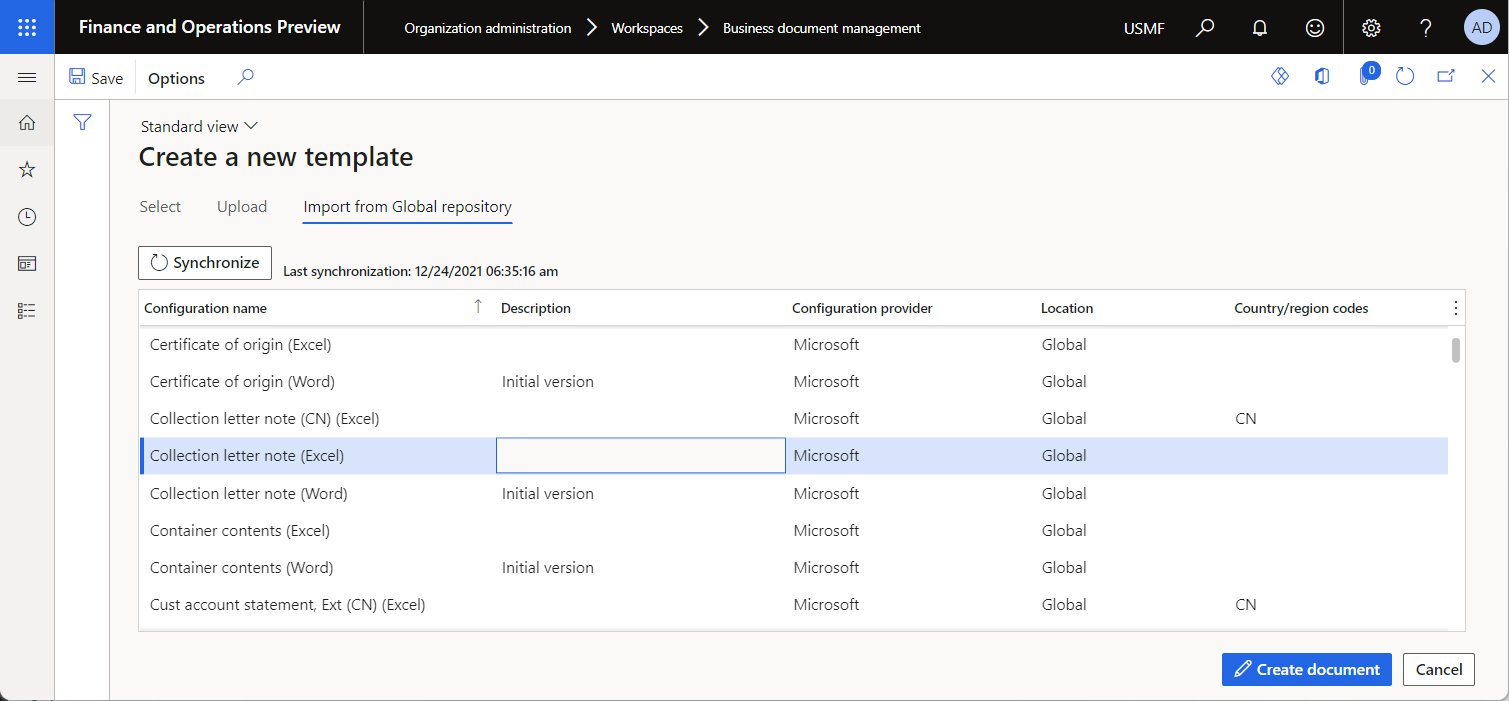 Finance and Operations Preview
Organization administration
Workspaces
Business document management
USMF
?
AD
Save
Options
0
Standard view
Create a new template
Select
Upload
Import from Global repository
Synchronize
Last synchronization: 12/24/2021 06:35:16 am
Configuration name
Description
Configuration provider
Location
Country/region codes
Certificate of origin (Excel) Microsoft Global
Certificate of origin (Word) Initial version Microsoft Global
Collection letter note (CN) (Excel) Microsoft Global CN
Collection letter note (Excel) Microsoft Global
Collection letter note (Word) Initial version Microsoft Global
Container contents (Excel) Microsoft Global
Container contents (Word) Initial version Microsoft Global
Cust account statement, Ext (CN) (Excel) Microsoft Global CN
Create document
Cancel